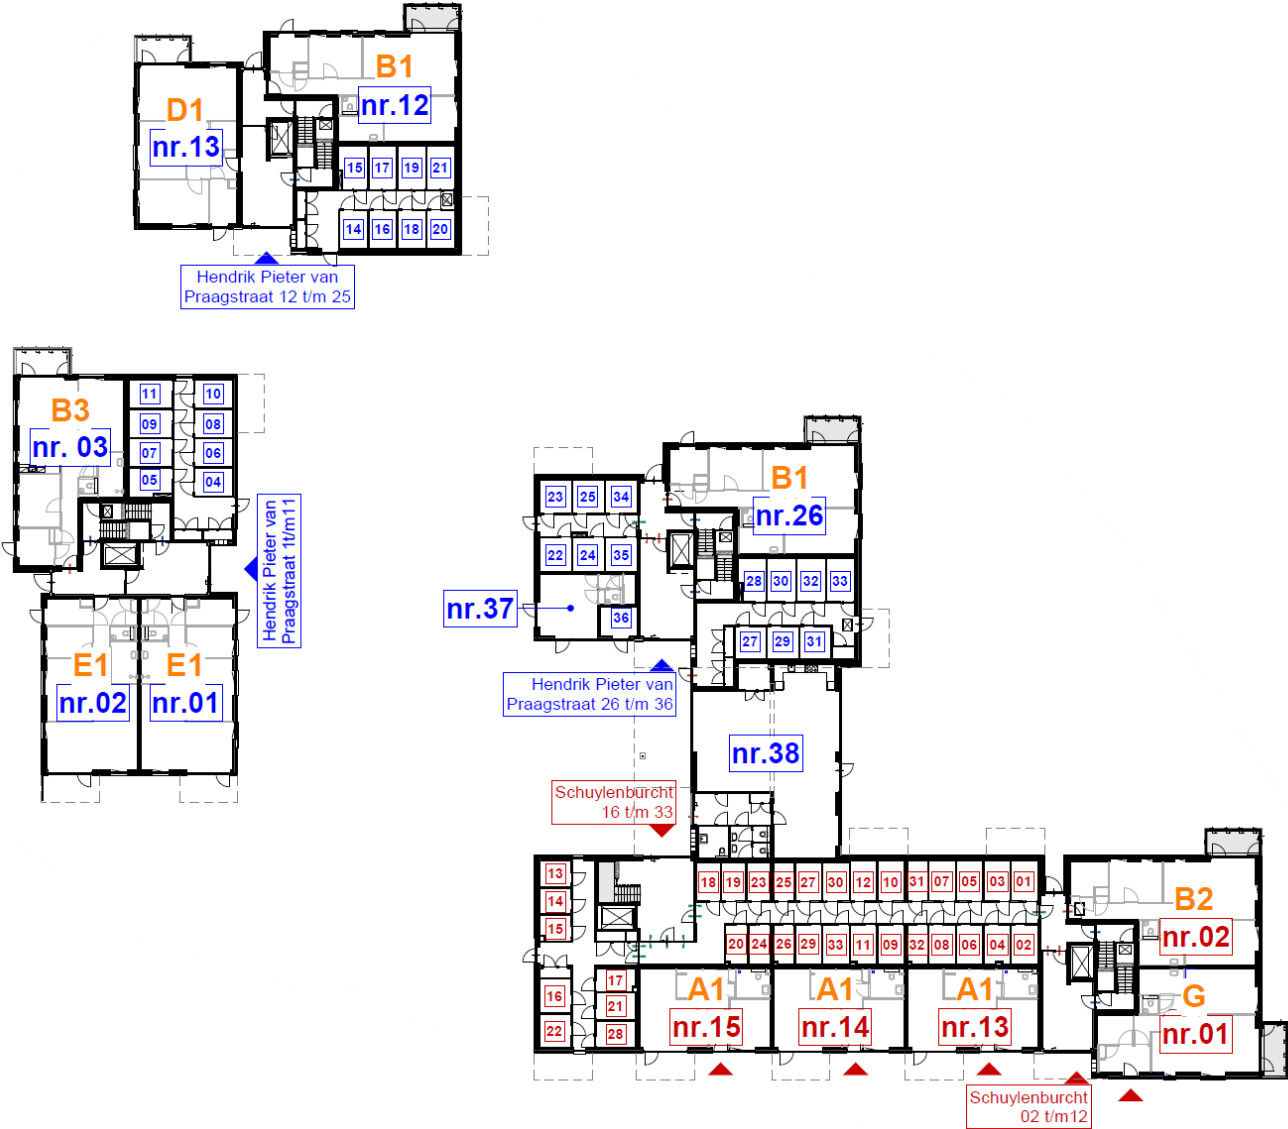 B1
nr.12
D1
nr.13
15 17 19 21
14 16 18 20
Hendrik Pieter van
Praagstraat 12 t/m 25
B3
nr. 03
11 10
09 08
07 06
05 04
Hendrik Pieter van
Praagstraat 1t/m11
E1 E1
nr.02 nr.01
B1
nr.26
23 25 34
22 24 35
28 30 32 33
nr.37
36
27 29 31
Hendrik Pieter van
Praagstraat 26 t/m 36
nr.38
Schuylenburcht
16 t/m 33
13
14
15
18 19 23 25 27 30 12 10 31 07 05 03 01
20 24 26 29 33 11 09 32 08 06 04 02
B2
nr.02
16
22
17
21
28
A1
nr.15
A1
nr.14
A1
nr.13
G
nr.01
Schuylenburcht
02 t/m12